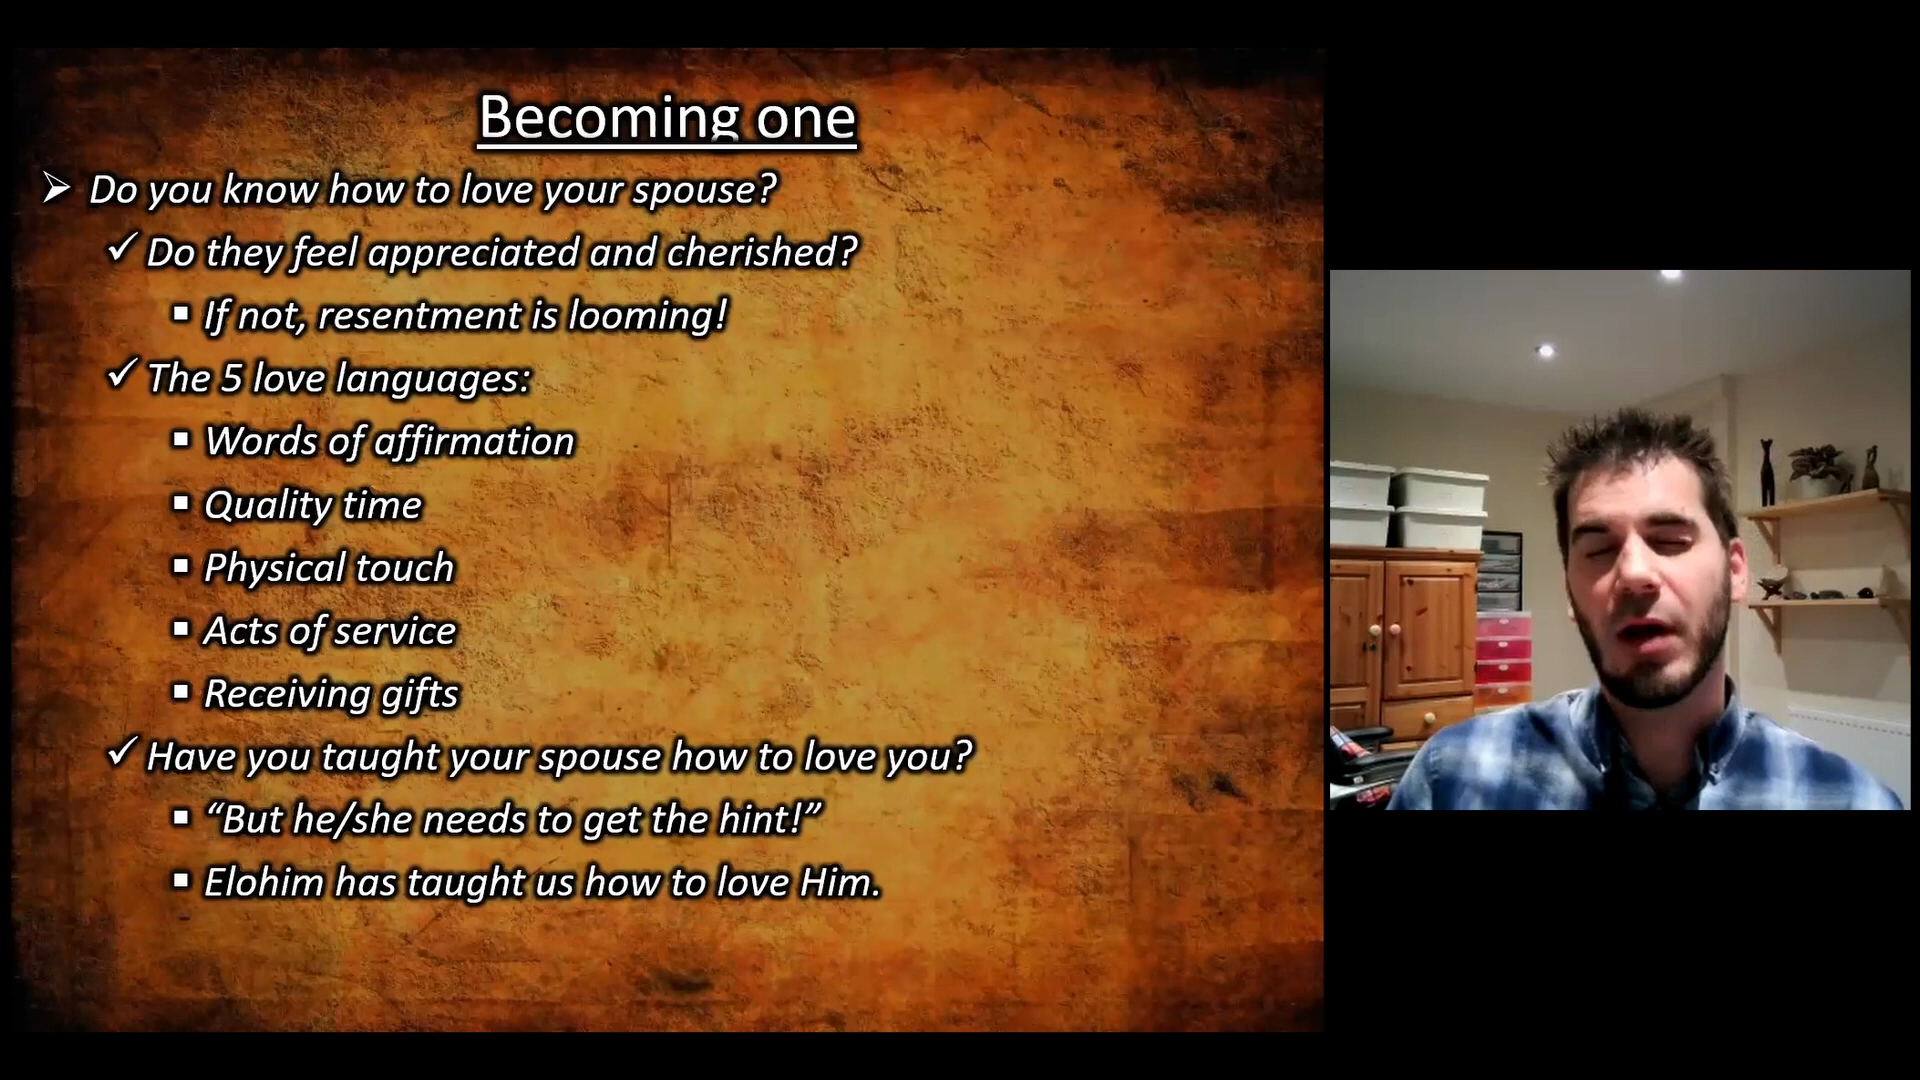 Becoming one
➢ Do you know how to love your spouse?
✓ Do they feel appreciated and cherished?
▪ If not, resentment is looming!
✓ The 5 love languages:
▪ Words of affirmation
▪ Quality time
▪ Physical touch
▪ Acts of service
▪ Receiving gifts
✓ Have you taught your spouse how to love you?
▪ “But he/she needs to get the hint!”
▪ Elohim has taught us how to love Him.